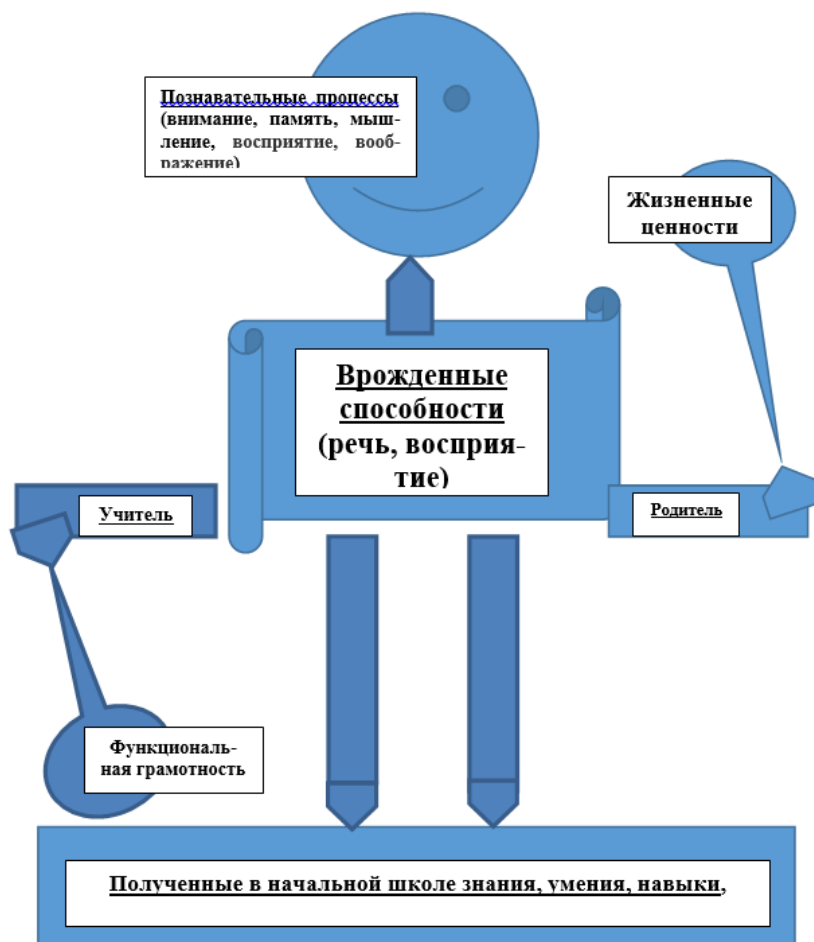 Познавательные процессы
(внимание, память, мыш-
ление, восприятие, вооб-
ражение)
Жизненные
ценности
Врожденные
способности
(речь, восприя-
тие)
Учитель
Родитель
Функциональ-
ная грамотность
Полученные в начальной школе знания, умения, навыки,